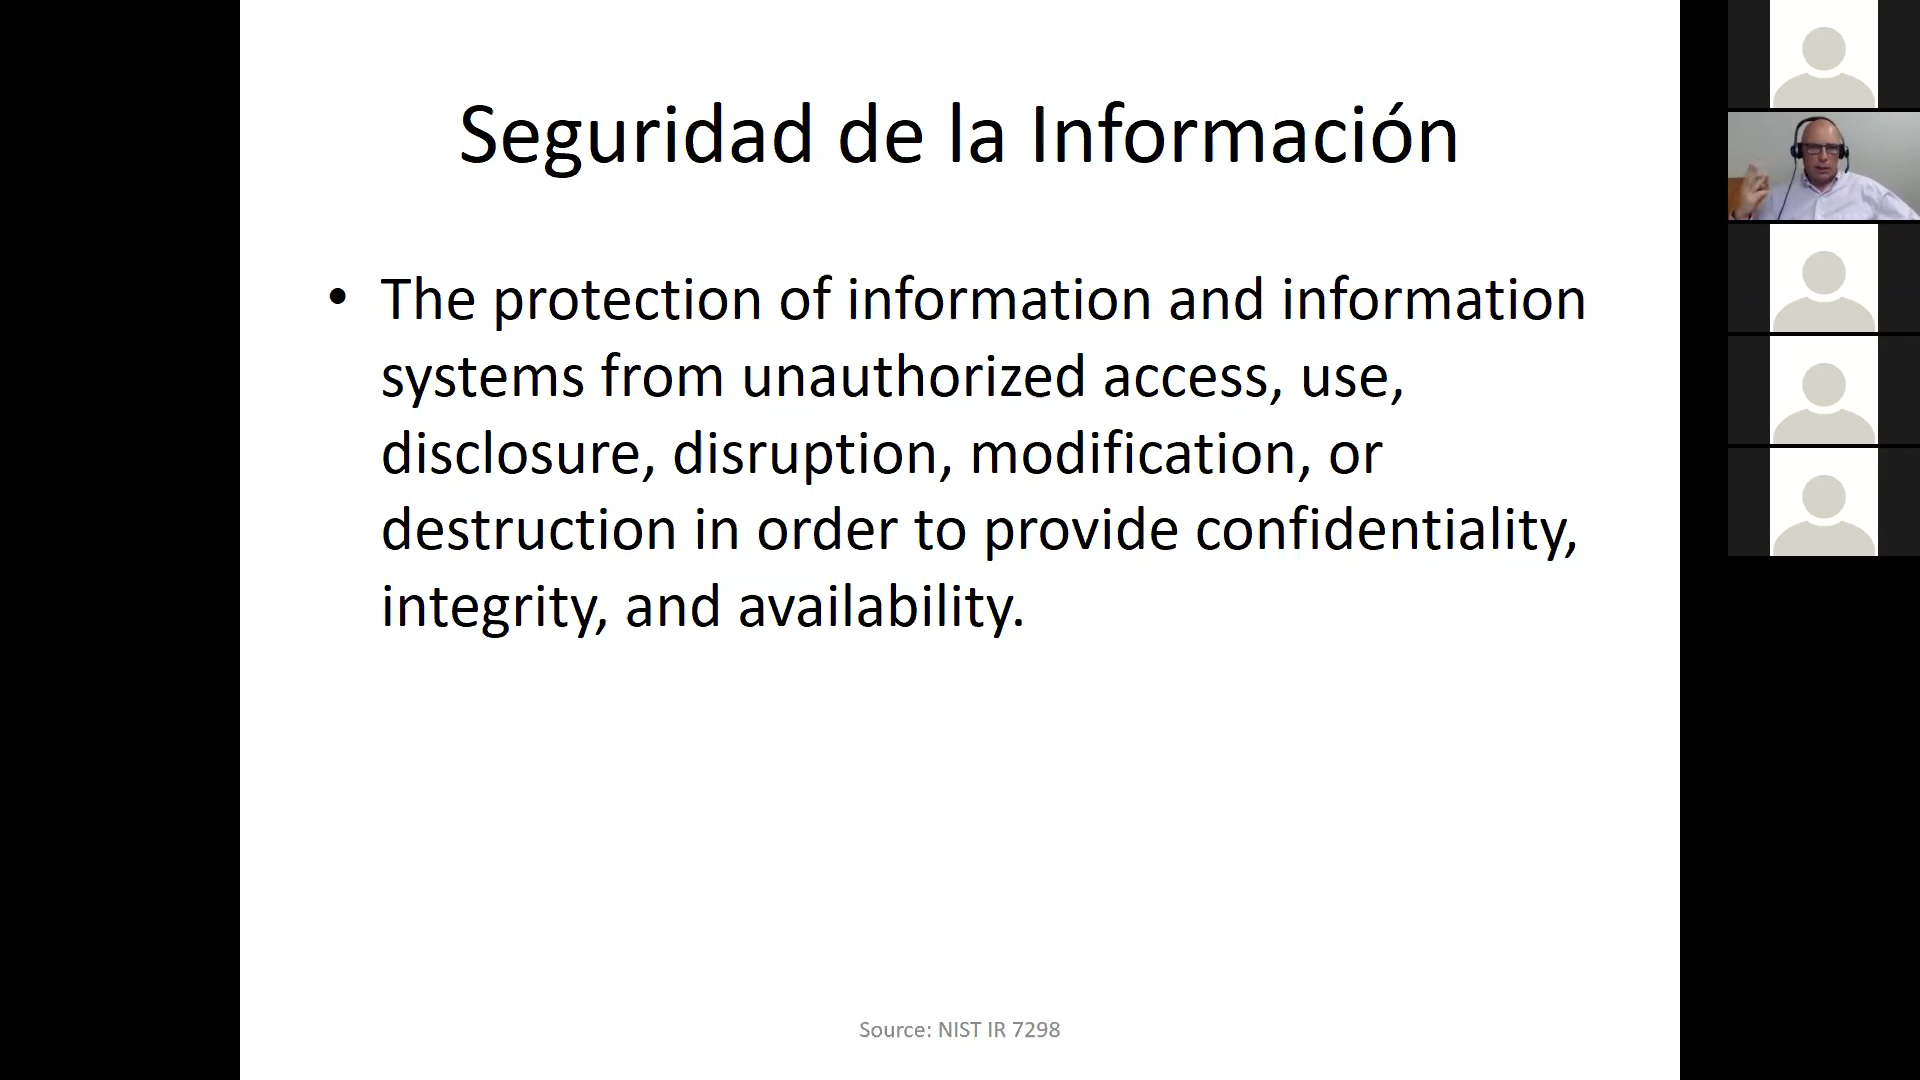 Seguridad de la Información
• The protection of information and information
systems from unauthorized access, use,
disclosure, disruption, modification, or
destruction in order to provide confidentiality,
integrity, and availability.
Source: NIST IR 7298